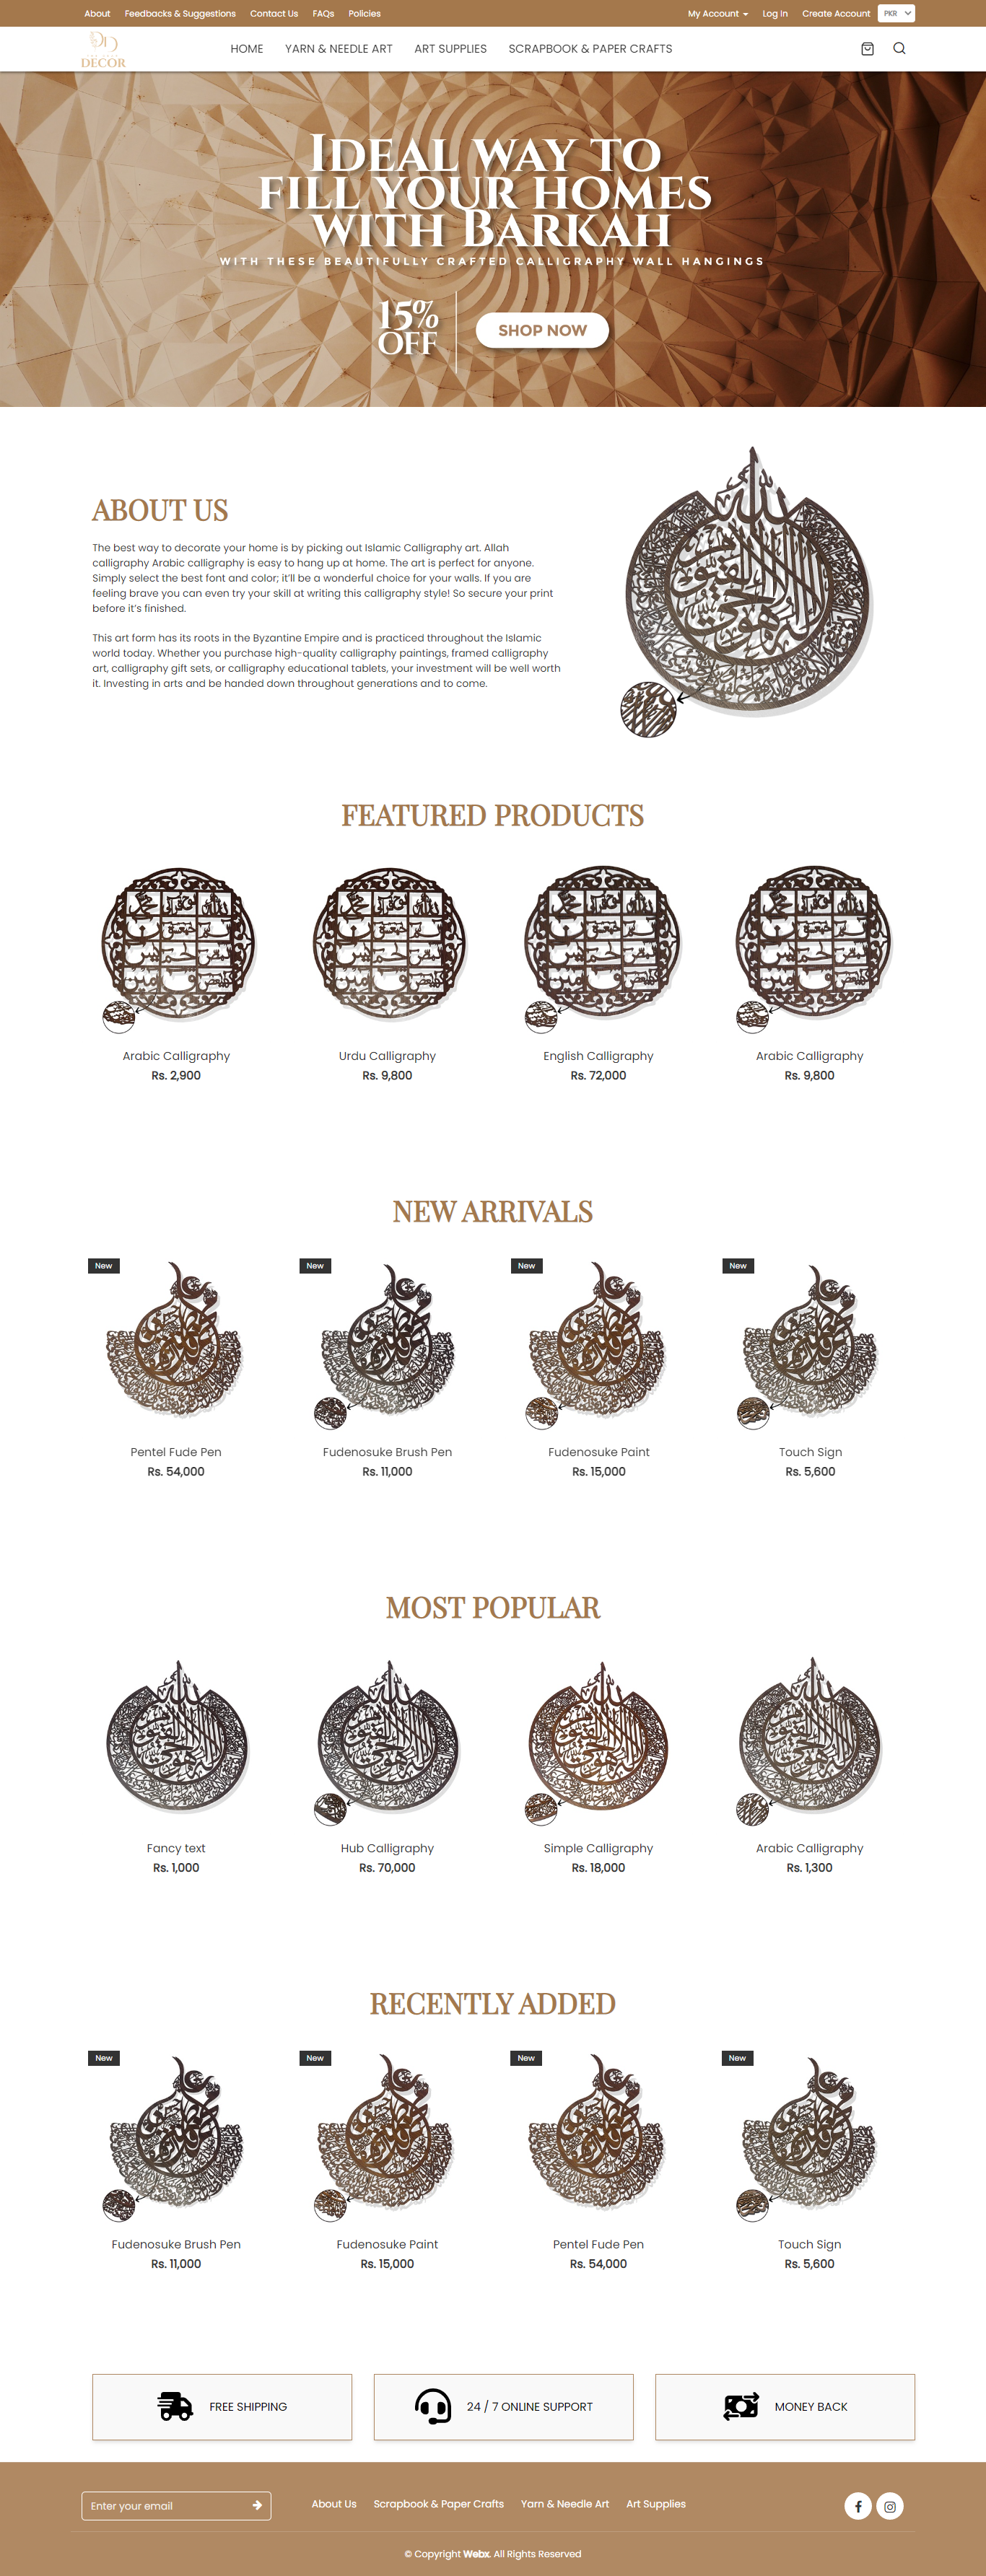 About Feedbacks & Suggestions Contact Us FAQs Policies My Account Log In Create Account PKR
DECOR
HOME YARN & NEEDLE ART ART SUPPLIES SCRAPBOOK & PAPER CRAFTS
IDEAL WAY TO
FILL YOUR HOMES
WITH BARKAH
WITH THESE BEAUTIFULLY CRAFTED CALLIGRAPHY WALL HANGINGS
15%
OFF
SHOP NOW
ABOUT US
The best way to decorate your home is by picking out Islamic Calligraphy art. Allah
calligraphy Arabic calligraphy is easy to hang up at home. The art is perfect for anyone.
Simply select the best font and color; it'll be a wonderful choice for your walls. If you are
feeling brave you can even try your skill at writing this calligraphy style! So secure your print
before it's finished.
This art form has its roots in the Byzantine Empire and is practiced throughout the Islamic
world today. Whether you purchase high-quality calligraphy paintings, framed calligraphy
art, calligraphy gift sets, or calligraphy educational tablets, your investment will be well worth
it. Investing in arts and be handed down throughout generations and to come.
FEATURED PRODUCTS
Arabic Calligraphy Urdu Calligraphy English Calligraphy Arabic Calligraphy
Rs. 2,900 Rs. 9,800 Rs. 72,000 Rs. 9,800
NEW ARRIVALS
New New New New
Pentel Fude Pen Fudenosuke Brush Pen Fudenosuke Paint Touch Sign
Rs. 54,000 Rs. 11,000 Rs. 15,000 Rs. 5,600
MOST POPULAR
Fancy text Hub Calligraphy Simple Calligraphy Arabic Calligraphy
Rs. 1,000 Rs. 70,000 Rs. 18,000 Rs. 1,300
RECENTLY ADDED
New New New New
Fudenosuke Brush Pen Fudenosuke Paint Pentel Fude Pen Touch Sign
Rs. 11,000 Rs. 15,000 Rs. 54,000 Rs. 5,600
FREE SHIPPING 24 / 7 ONLINE SUPPORT MONEY BACK
Enter your email About Us Scrapbook & Paper Crafts Yarn & Needle Art Art Supplies
© Copyright Webx. All Rights Reserved